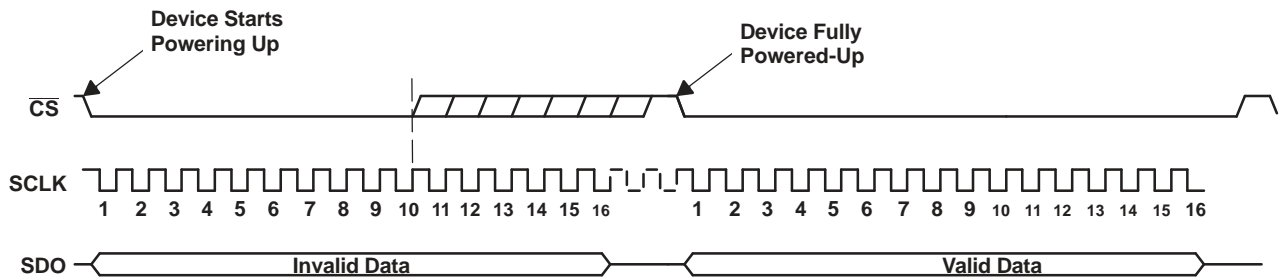 Device Starts
Powering Up
Device Fully
Powered-Up
CS
SCLK
1 2 3 4 5 6 7 8 9 10 11 12 13 14 15 16 1 2 3 4 5 6 7 8 9 10 11 12 13 14 15 16
SDO Invalid Data Valid Data